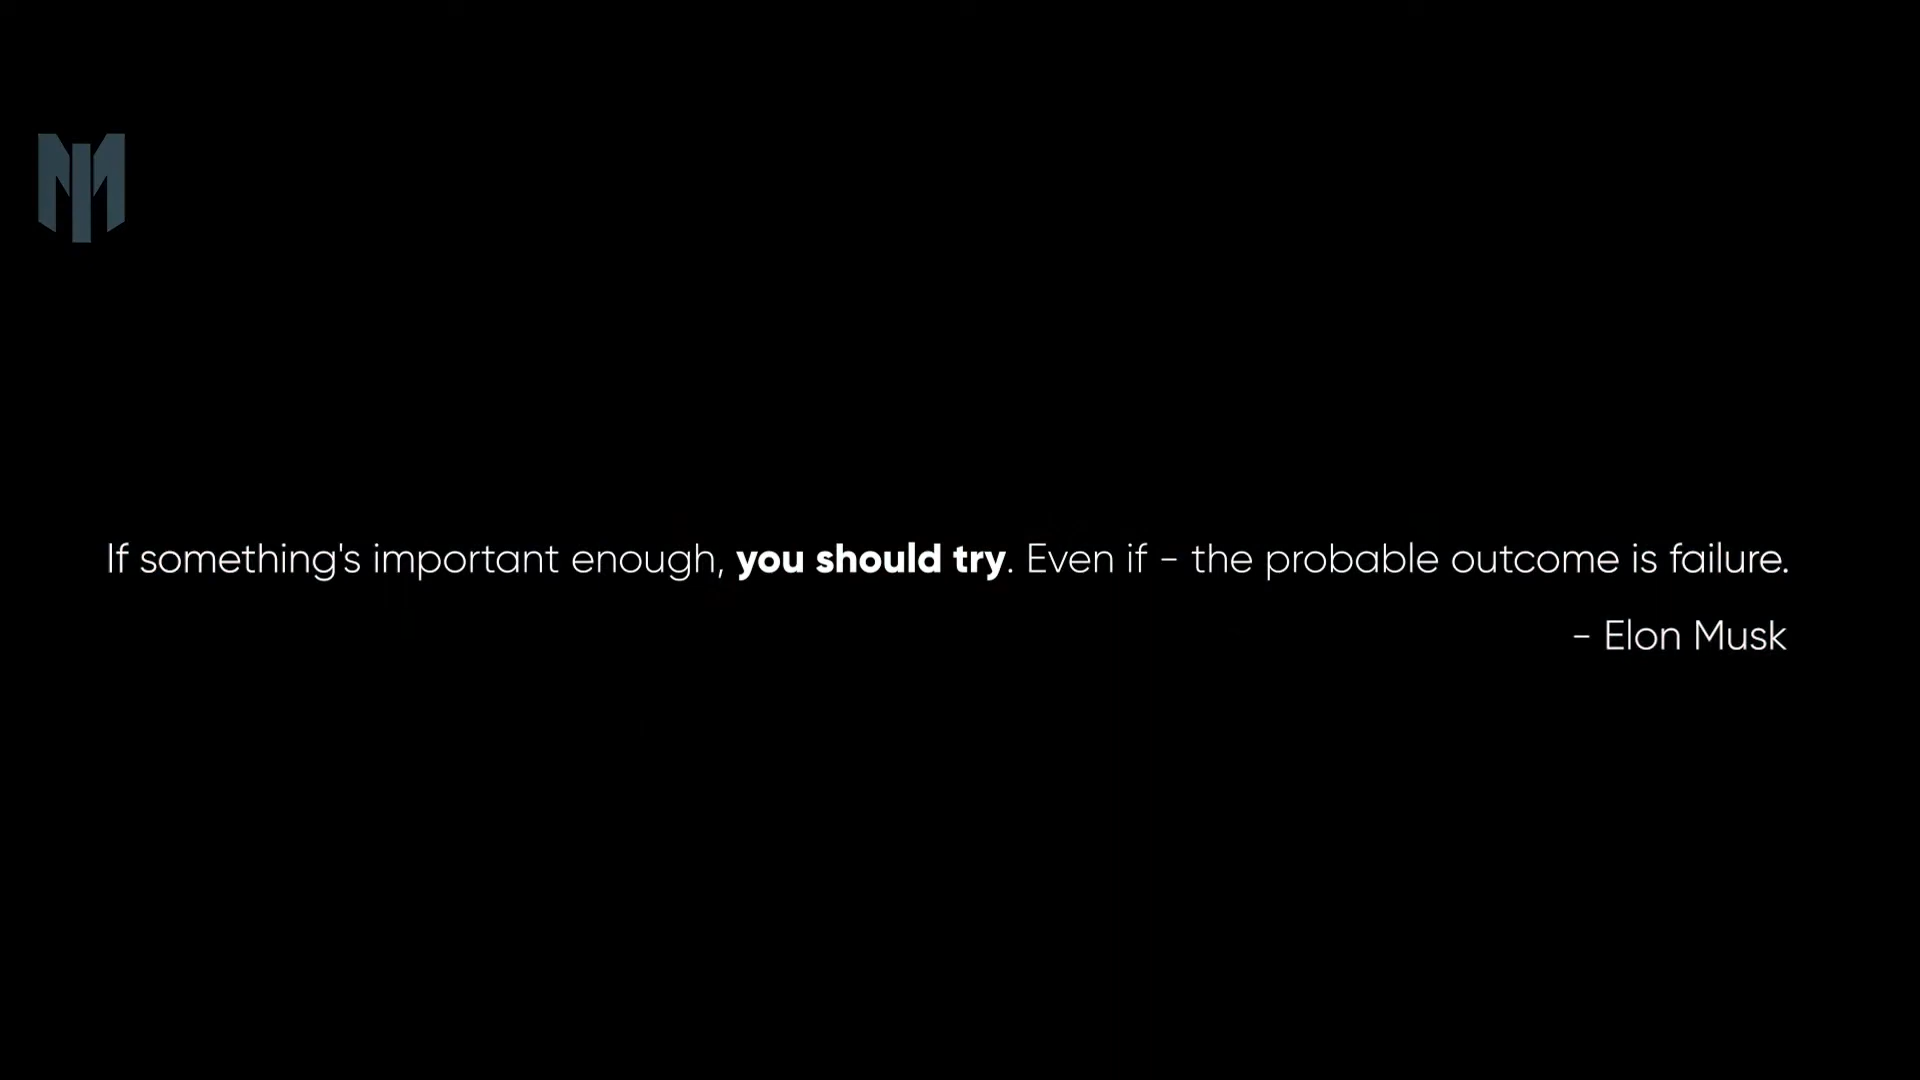 If something's important enough, you should try. Even if - the probable outcome is failure.
- Elon Musk